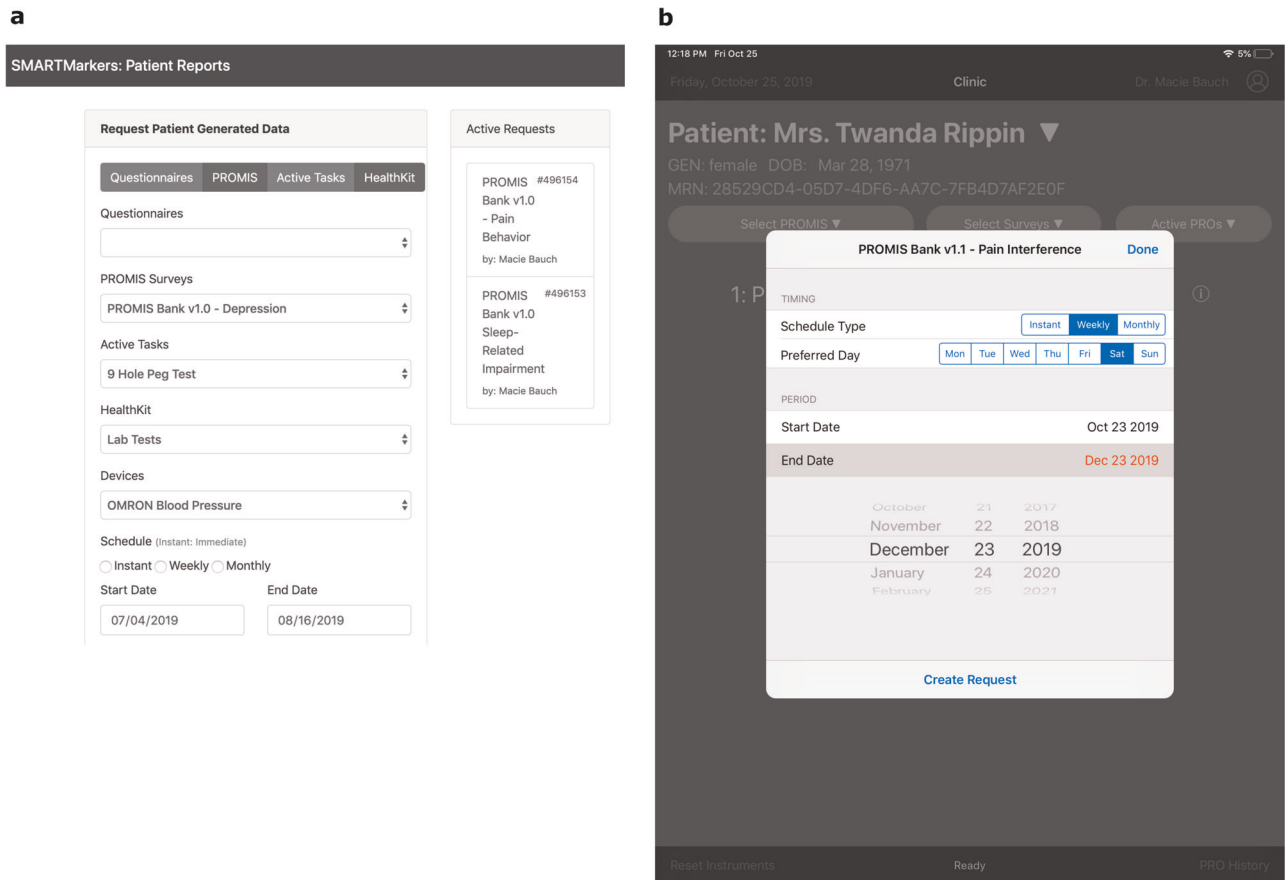 a
SMARTMarkers: Patient Reports
Request Patient Generated Data
Questionnaires PROMIS Active Tasks HealthKit
Questionnaires
PROMIS Surveys
PROMIS Bank v1.0 - Depression
Active Tasks
9 Hole Peg Test
HealthKit
Lab Tests
Devices
OMRON Blood Pressure
Schedule (Instant: Immediate)
Instant Weekly Monthly
Start Date End Date
07/04/2019 08/16/2019
Active Requests
PROMIS #496154
Bank v1.0
- Pain
Behavior
by: Macie Bauch
PROMIS #496153
Bank v1.0
Sleep-
Related
Impairment
by: Macie Bauch
b
12:18 PM Fri Oct 25 5%
Friday, October 25, 2019 Clinic Dr. Macie Bauch
Patient: Mrs. Twanda Rippin ▼
GEN: female DOB: Mar 28, 1971
MRN: 28529CD4-05D7-4DF6-AA7C-7FB4D7AF2E0F
Select PROMIS ▼ Select Surveys ▼ Active PROs ▼
1: P
PROMIS Bank v1.1 - Pain Interference Done
TIMING
Schedule Type Instant Weekly Monthly
Preferred Day Mon Tue Wed Thu Fri Sat Sun
PERIOD
Start Date Oct 23 2019
End Date Dec 23 2019
October 21 2017
November 22 2018
December 23 2019
January 24 2020
February 25 2021
Create Request
Reset Instruments Ready PRO History